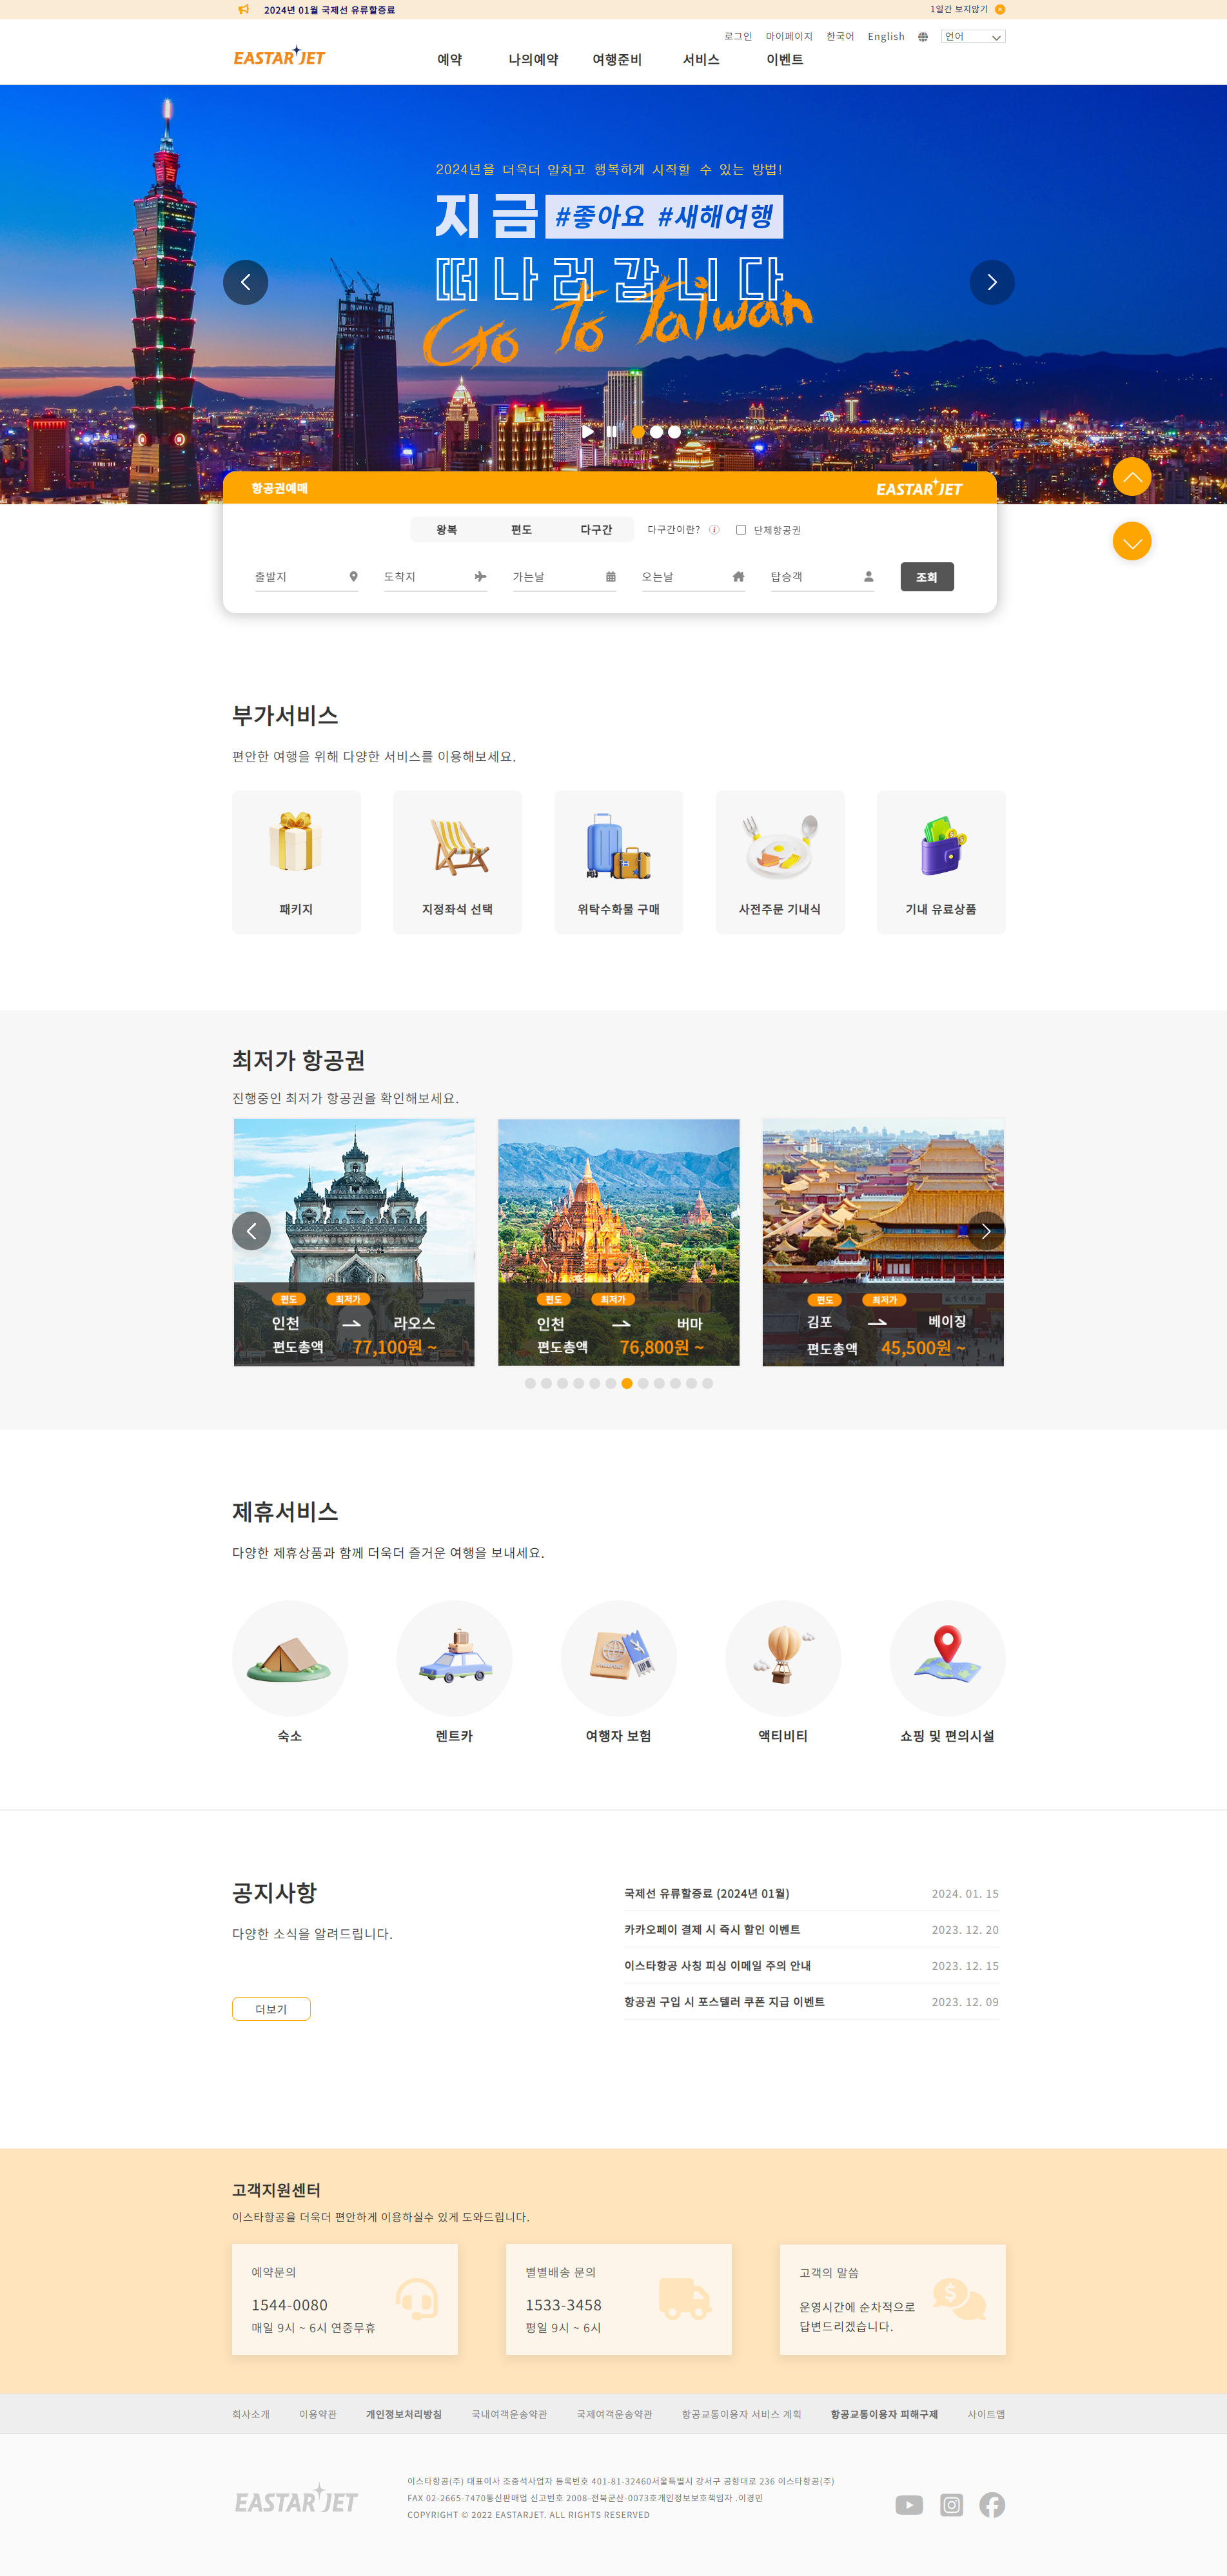 2024년 01월 국제선 유류할증료
1일간 보지않기
로그인 마이페이지 한국어 English 언어
EASTAR JET
예약 나의예약 여행준비 서비스 이벤트
2024년을 더욱더 알차고 행복하게 시작할 수 있는 방법!
지금 #좋아요 #새해여행
떠나려갑니다
Go To Taiwan
항공권예매
EASTAR JET
왕복 편도 다구간 다구간이란? 단체항공권
출발지 도착지 가는날 오는날 탑승객 조회
부가서비스
편안한 여행을 위해 다양한 서비스를 이용해보세요.
패키지 지정좌석 선택 위탁수화물 구매 사전주문 기내식 기내 유료상품
최저가 항공권
진행중인 최저가 항공권을 확인해보세요.
편도 최저가
인천 라오스
편도총액 77,100원 ~
편도 최저가
인천 버마
편도총액 76,800원 ~
편도 최저가
김포 베이징
편도총액 45,500원 ~
제휴서비스
다양한 제휴상품과 함께 더욱더 즐거운 여행을 보내세요.
숙소 렌트카 여행자 보험 액티비티 쇼핑 및 편의시설
공지사항
다양한 소식을 알려드립니다.
더보기
국제선 유류할증료 (2024년 01월) 2024. 01. 15
카카오페이 결제 시 즉시 할인 이벤트 2023. 12. 20
이스타항공 사칭 피싱 이메일 주의 안내 2023. 12. 15
항공권 구입 시 포스텔러 쿠폰 지급 이벤트 2023. 12. 09
고객지원센터
이스타항공을 더욱더 편안하게 이용하실수 있게 도와드립니다.
예약문의
1544-0080
매일 9시 ~ 6시 연중무휴
별별배송 문의
1533-3458
평일 9시 ~ 6시
고객의 말씀
운영시간에 순차적으로
답변드리겠습니다.
회사소개 이용약관 개인정보처리방침 국내여객운송약관 국제여객운송약관 항공교통이용자 서비스 계획 항공교통이용자 피해구제 사이트맵
EASTAR JET
이스타항공(주) 대표이사 조중석사업자 등록번호 401-81-32460서울특별시 강서구 공항대로 236 이스타항공(주)
FAX 02-2665-7470통신판매업 신고번호 2008-전북군산-0073호개인정보보호책임자 .이경민
COPYRIGHT © 2022 EASTARJET. ALL RIGHTS RESERVED